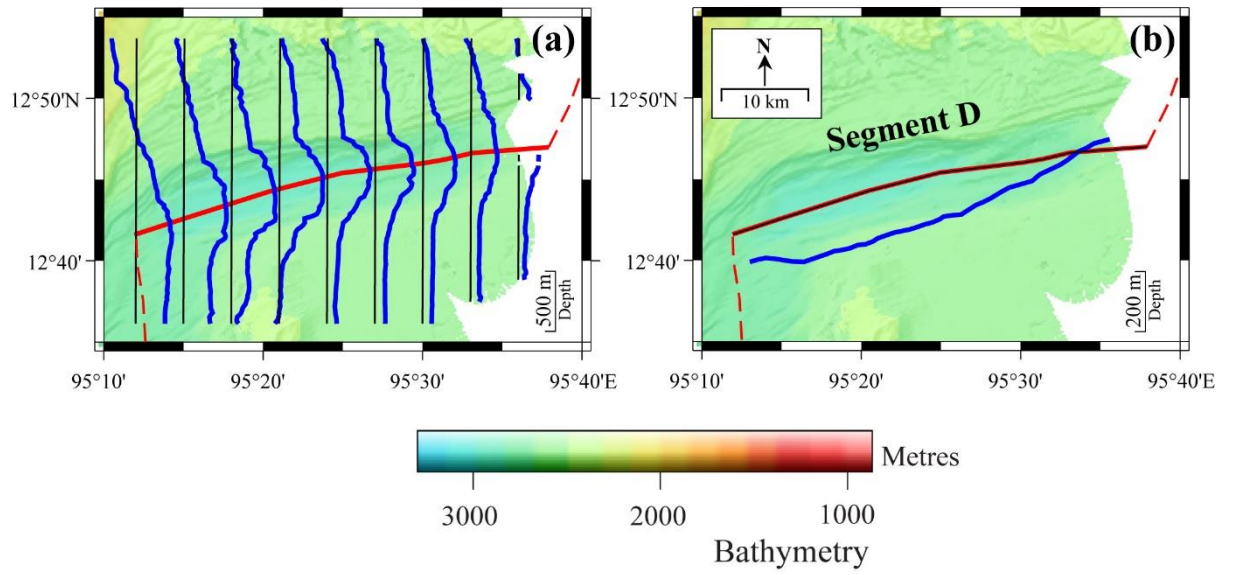 (a)
12°50'N
12°40'
500 m
Depth
95°10'
95°20'
95°30'
95°40'E
(b)
N
10 km
Segment D
12°50'N
12°40'
200 m
Depth
95°10'
95°20'
95°30'
95°40'E
Metres
3000
2000
1000
Bathymetry